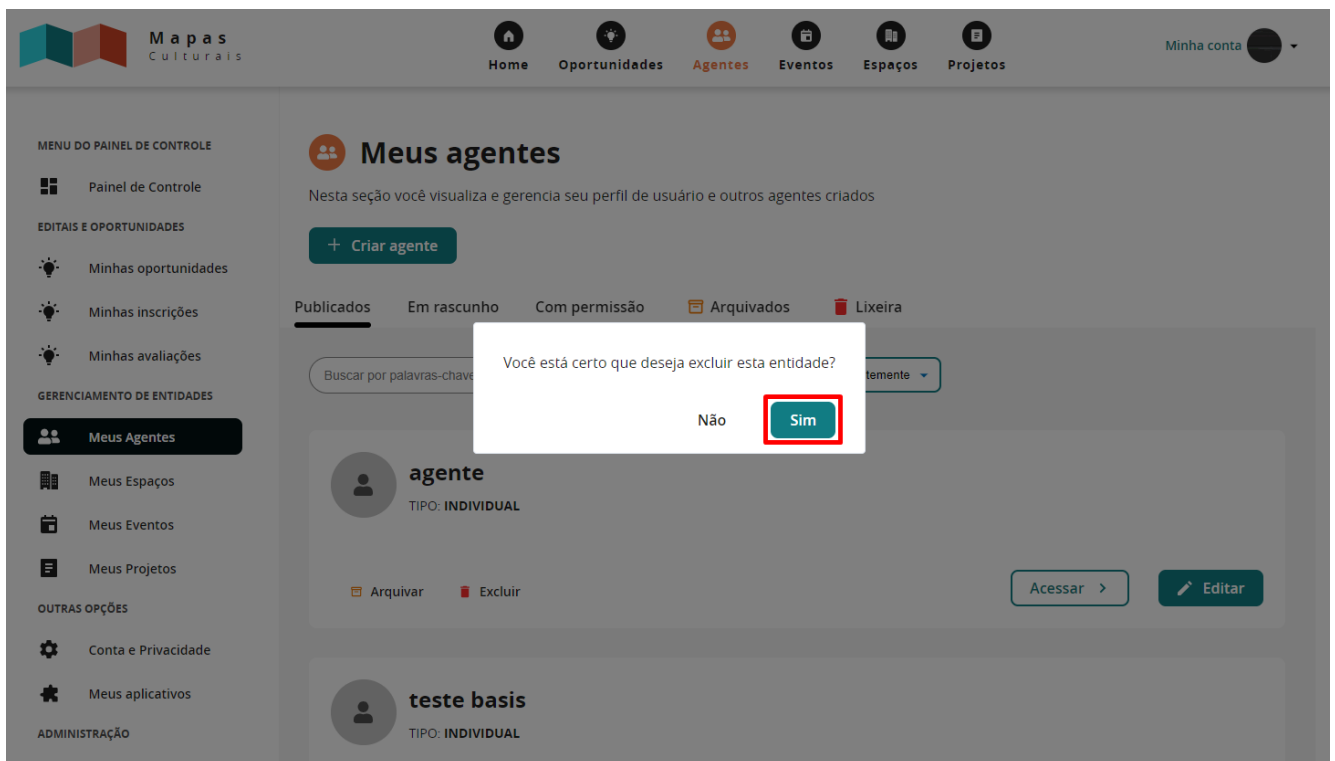 Mapas
Culturais
Home
Oportunidades
Agentes
Eventos
Espaços
Projetos
Minha conta
MENU DO PAINEL DE CONTROLE
Painel de Controle
EDITAIS E OPORTUNIDADES
Minhas oportunidades
Minhas inscrições
Minhas avaliações
GERENCIAMENTO DE ENTIDADES
Meus Agentes
Meus Espaços
Meus Eventos
Meus Projetos
OUTRAS OPÇÕES
Conta e Privacidade
Meus aplicativos
ADMINISTRAÇÃO
Meus agentes
Nesta seção você visualiza e gerencia seu perfil de usuário e outros agentes criados
+ Criar agente
Publicados
Em rascunho
Com permissão
Arquivados
Lixeira
Buscar por palavras-chave
temente
Você está certo que deseja excluir esta entidade?
Não
Sim
agente
TIPO: INDIVIDUAL
Arquivar
Excluir
Acessar >
Editar
teste basis
TIPO: INDIVIDUAL